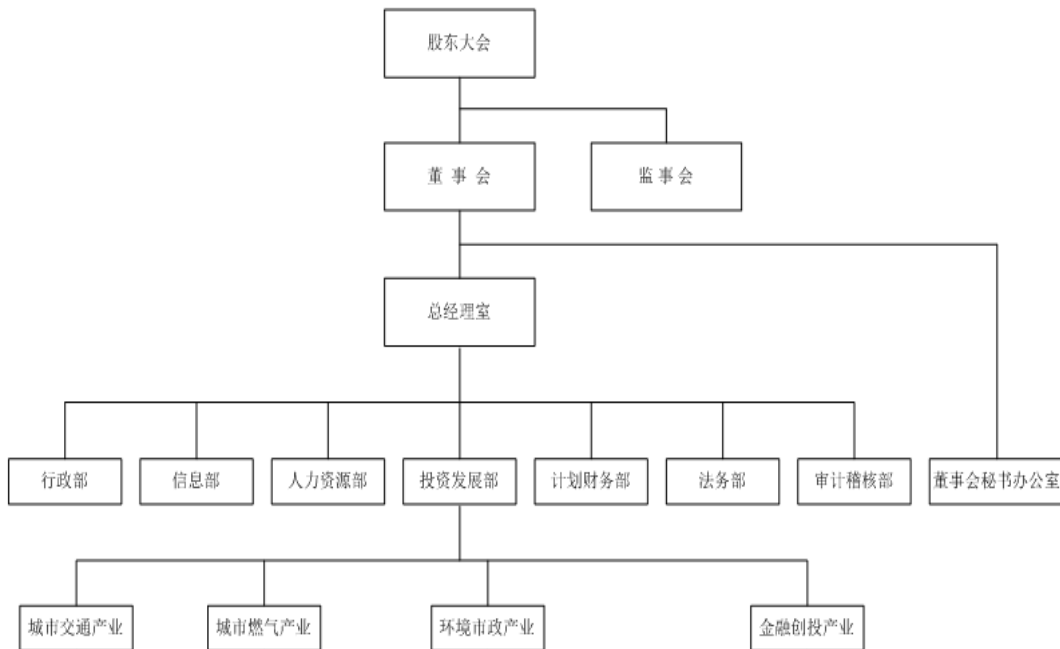 股东大会
董 事 会
监 事 会
总经理室
行政部
信息部
人力资源部
投资发展部
计划财务部
法务部
审计稽核部
董事会秘书办公室
城市交通产业
城市燃气产业
环境市政产业
金融创投产业